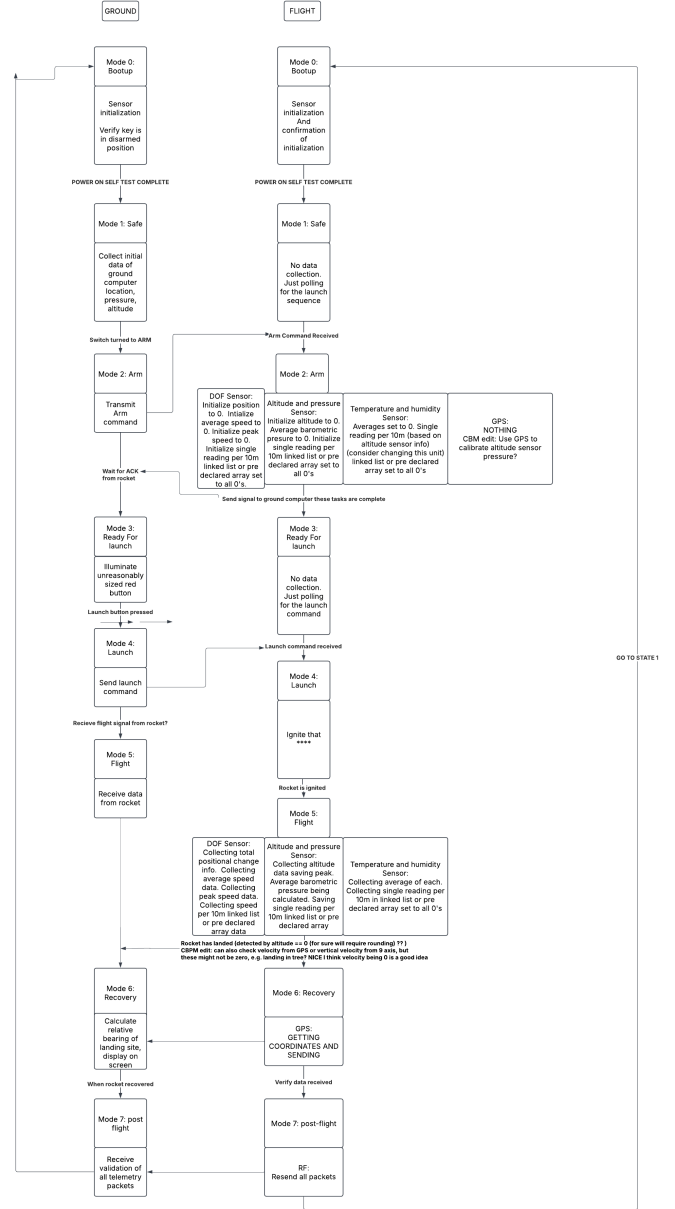 GROUND
FLIGHT
Mode 0:
Bootup
Mode 0:
Bootup
Sensor
initialization
Verify key is
in disarmed
position
Sensor
initialization
And
confirmation
of
initialization
POWER ON SELF TEST COMPLETE
POWER ON SELF TEST COMPLETE
Mode 1: Safe
Mode 1: Safe
Collect initial
data of
ground
computer
location,
pressure,
altitude
No data
collection.
Just polling
for the launch
sequence
Switch turned to ARM
Arm Command Received
Mode 2: Arm
Mode 2: Arm
Transmit
Arm
command
DOF Sensor:
Initialize position
to 0. Intialize
average speed to
0. Initialize peak
speed to 0.
Initialize single
reading per 10m
linked list or pre
declared array set
to all 0's.
Altitude and pressure
Sensor:
Initialize altitude to 0.
Average barometric
presure to 0. Initialize
single reading per
10m linked list or pre
declared array set to
all 0's
Temperature and humidity
Sensor:
Averages set to 0. Single
reading per 10m (based on
altitude sensor info)
(consider changing this unit)
linked list or pre declared
array set to all 0's
GPS:
NOTHING
CBM edit: Use GPS to
calibrate altitude sensor
pressure?
Wait for ACK
from rocket
Send signal to ground computer these tasks are complete
Mode 3:
Ready For
launch
Mode 3:
Ready For
launch
Illuminate
unreasonably
sized red
button
No data
collection.
Just polling
for the launch
command
Launch button pressed
Mode 4:
Launch
Launch command received
GO TO STATE 1
Send launch
command
Mode 4:
Launch
Recieve flight signal from rocket?
Ignite that
****
Mode 5:
Flight
Receive data
from rocket
Rocket is ignited
Mode 5:
Flight
DOF Sensor:
Collecting total
positional change
info. Collecting
average speed
data. Collecting
peak speed data.
Collecting speed
per 10m linked list
or pre declared
array data
Altitude and pressure
Sensor:
Collecting altitude
data saving peak.
Average barometric
pressure being
calculated. Saving
single reading per
10m linked list or pre
declared array
Temperature and humidity
Sensor:
Collecting average of each.
Collecting single reading per
10m in linked list or pre
declared array set to all 0's
Rocket has landed (detected by altitude == 0 (for sure will require rounding) ?? )
CBPM edit: can also check velocity from GPS or vertical velocity from 9 axis, but
these might not be zero, e.g. landing in tree? NICE I think velocity being 0 is a good idea
Mode 6:
Recovery
Mode 6: Recovery
Calculate
relative
bearing of
landing site,
display on
screen
GPS:
GETTING
COORDINATES AND
SENDING
When rocket recovered
Verify data received
Mode 7: post
flight
Mode 7: post-flight
Receive
validation of
all telemetry
packets
RF:
Resend all packets